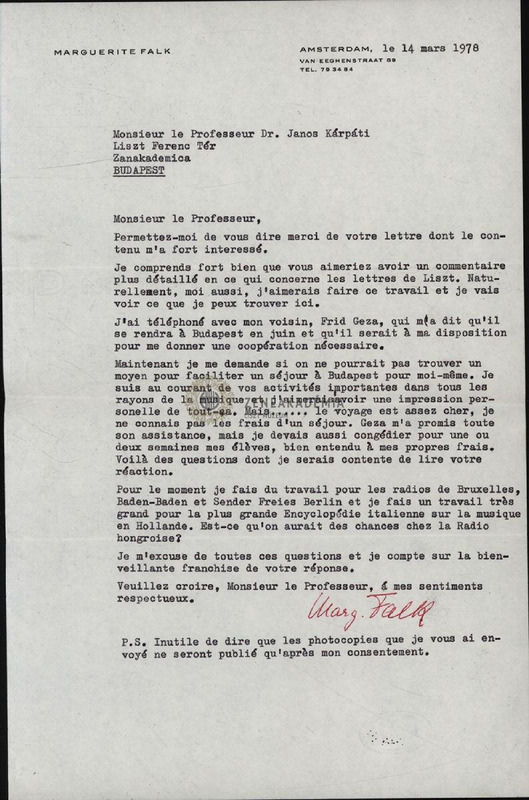 MARGUERITE FALK
AMSTERDAM, le 14 mars 1978
VAN EEGHENSTRAAT 69
TEL. 79 34 84
Monsieur le Professeur Dr. Janos Kárpáti
Liszt Ferenc Tér
Zanakademica
BUDAPEST
Monsieur le Professeur,
Permettez-moi de vous dire merci de votre lettre dont le con-
tenu m'a fort interessé.
Je comprends fort bien que vous aimeriez avoir un commentaire
plus détaillé en ce qui concerne les lettres de Liszt. Natu-
rellement, moi aussi, j'aimerais faire ce travail et je vais
voir ce que je peux trouver ici.
J'ai téléphoné avec mon voisin, Frid Geza, qui m'a dit qu'il
se rendra à Budapest en juin et qu'il serait à ma disposition
pour me donner une coopération nécessaire.
Maintenant je me demande si on ne pourrait pas trouver un
moyen pour faciliter un séjour à Budapest pour moi-même. Je
suis au courant de vos activités importantes dans tous les
rayons de la musique et j'aimerais avoir une impression per-
sonelle de tout-ça. Mais...... le voyage est assez cher, je
ne connais pas les frais d'un séjour. Geza m'a promis toute
son assistance, mais je devais aussi congédier pour une ou
deux semaines mes élèves, bien entendu à mes propres frais.
Voilà des questions dont je serais contente de lire votre
réaction.
Pour le moment je fais du travail pour les radios de Bruxelles,
Baden-Baden et Sender Freies Berlin et je fais un travail très
grand pour la plus grande Encyclopédie italienne sur la musique
en Hollande. Est-ce qu'on aurait des chances chez la Radio
hongroise?
Je m'excuse de toutes ces questions et je compte sur la bien-
veillante franchise de votre réponse.
Veuillez croire, Monsieur le Professeur, á mes sentiments
respectueux.
Marg. Falk
P.S. Inutile de dire que les photocopies que je vous ai en-
voyé ne seront publié qu'après mon consentement.
ZENEAKADÉMIA